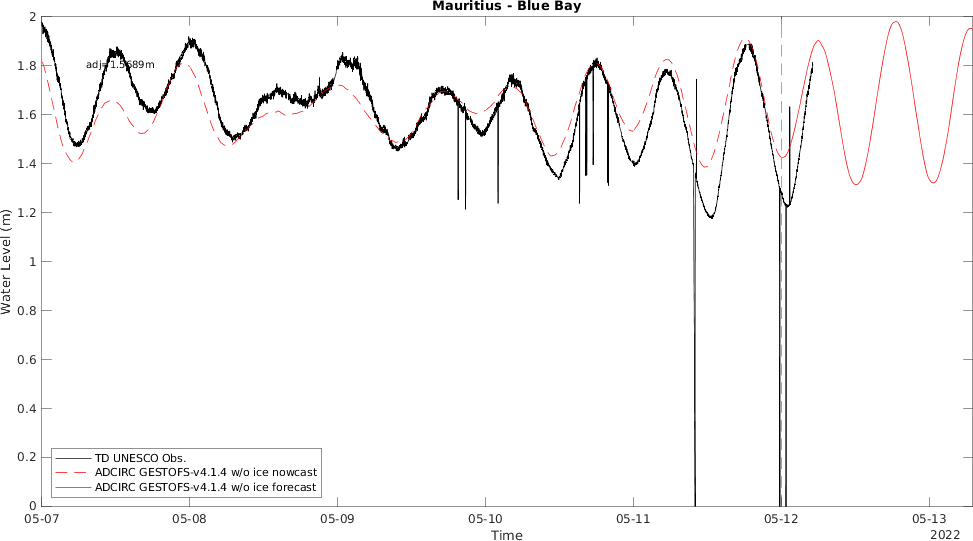 Mauritius - Blue Bay
2
1.8
1.6
1.4
1.2
1
0.8
0.6
0.4
0.2
0
Water Level (m)
adj=1.5689m
TD UNESCO Obs.
ADCIRC GESTOFS-v4.1.4 w/o ice nowcast
ADCIRC GESTOFS-v4.1.4 w/o ice forecast
05-07
05-08
05-09
05-10
05-11
05-12
05-13
Time
2022